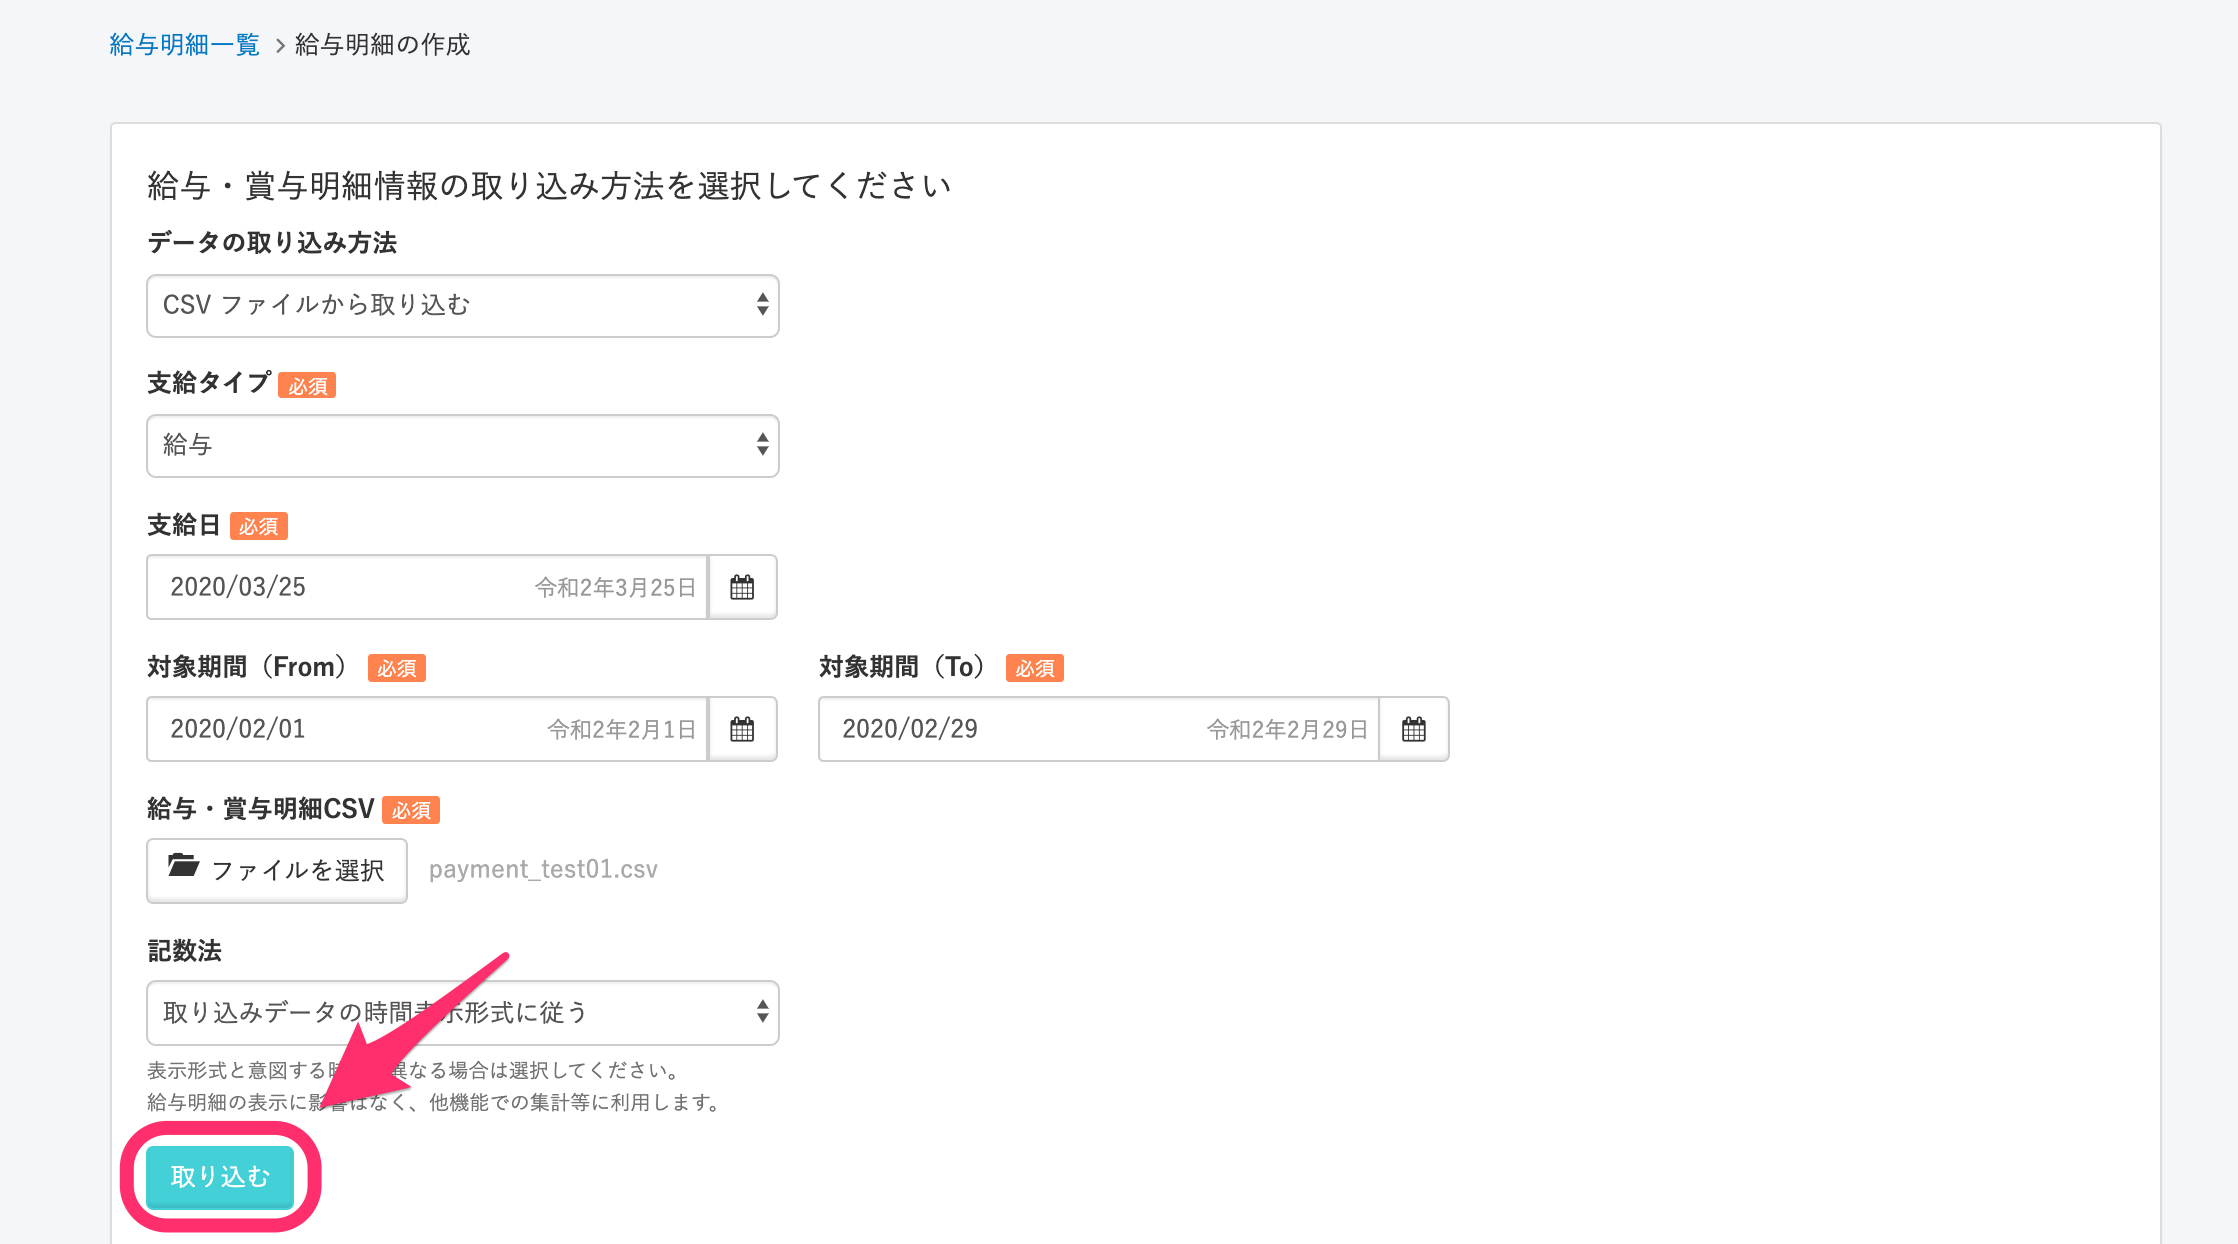 給与明細一覧 > 給与明細の作成
給与・賞与明細情報の取り込み方法を選択してください
データの取り込み方法
CSV ファイルから取り込む
支給タイプ 必須
給与
支給日 必須
2020/03/25 令和2年3月25日
対象期間（From） 必須 対象期間（To） 必須
2020/02/01 令和2年2月1日 2020/02/29 令和2年2月29日
給与・賞与明細CSV 必須
ファイルを選択 payment_test01.csv
記数法
取り込みデータの時間表示形式に従う
表示形式と意図する 異なる場合は選択してください。
給与明細の表示に影響はなく、他機能での集計等に利用します。
取り込む